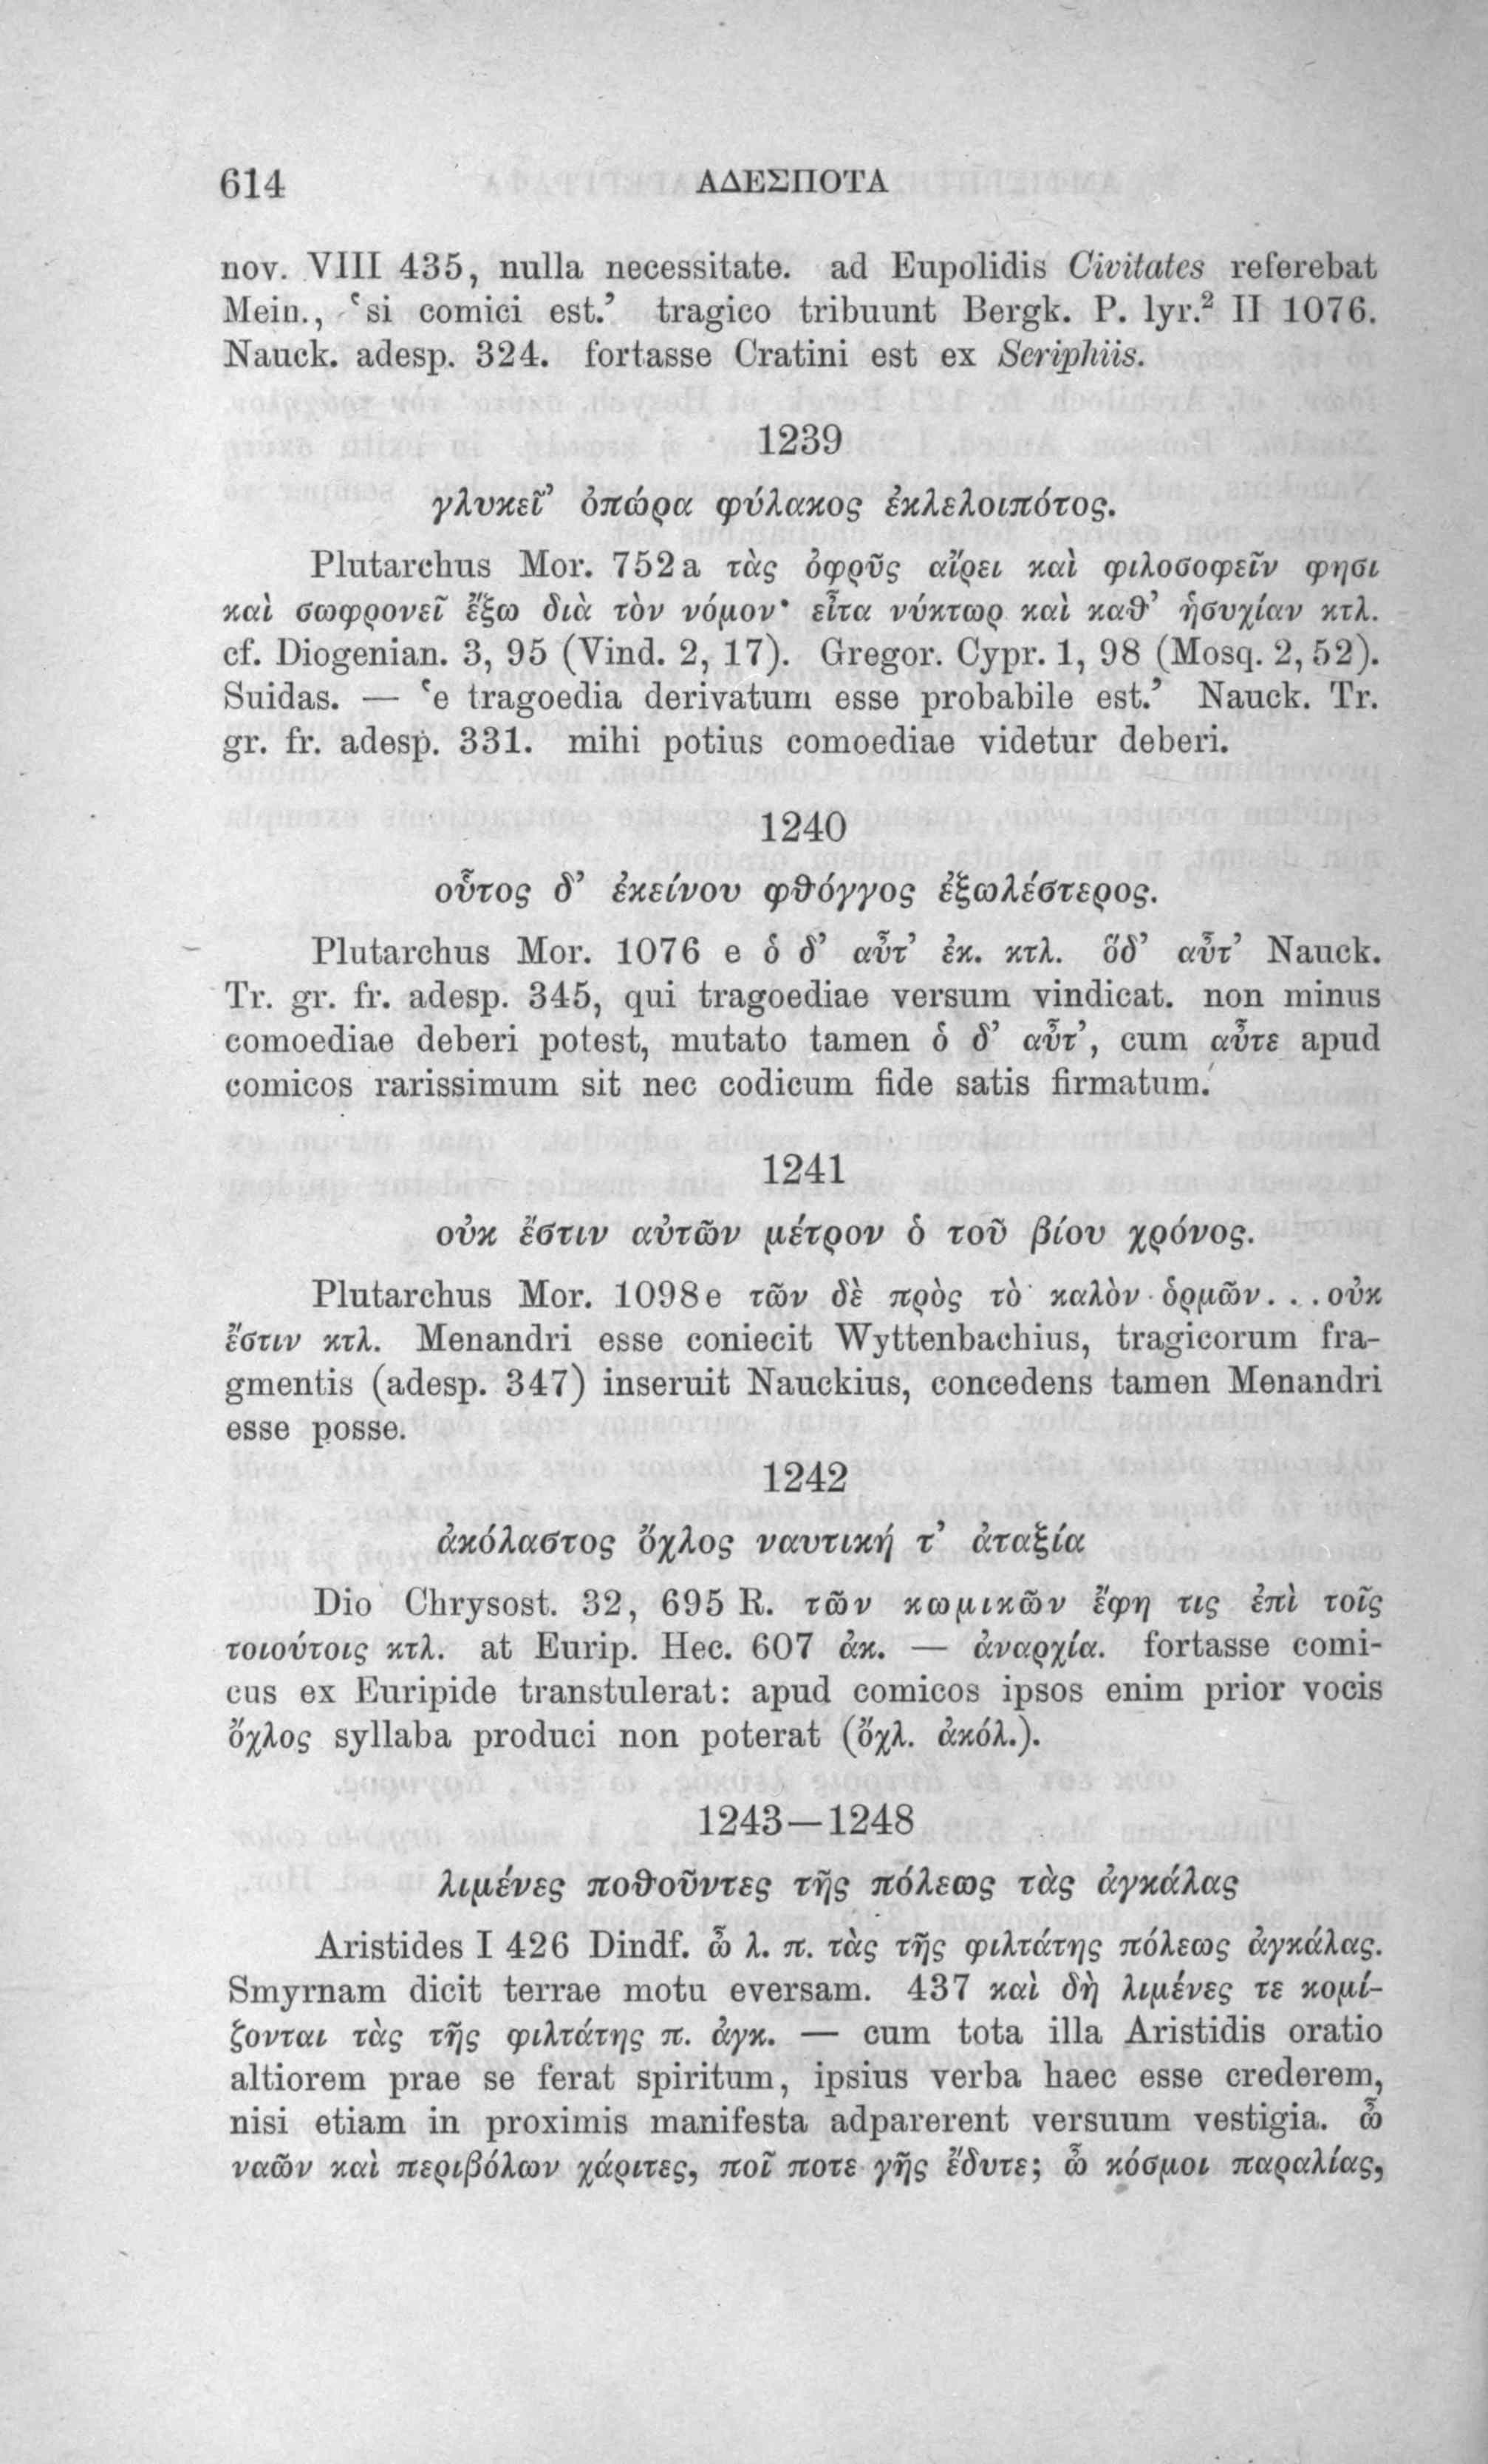 614 ΑΔΕΣΠΟΤΑ
nov. VIII 435, nulla necessitate. ad Eupolidis Civitates referebat
Mein., ‘si comici est.’ tragico tribuunt Bergk. P. lyr.² II 1076.
Nauck. adesp. 324. fortasse Cratini est ex Seriphiis.
1239
γλυκεῖ’ ὀπώρα φύλακος ἐκλελοιπότος.
Plutarchus Mor. 752a τὰς ὀφρῦς αἴρει καὶ φιλοσοφεῖν φησι
καὶ σωφρονεῖ ἔξω διὰ τὸν νόμον· εἶτα νύκτωρ καὶ καθ’ ἡσυχίαν κτλ.
cf. Diogenian. 3, 95 (Vind. 2, 17). Gregor. Cypr. 1, 98 (Mosq. 2, 52).
Suidas. — ‘e tragoedia derivatum esse probabile est.’ Nauck. Tr.
gr. fr. adesp. 331. mihi potius comoediae videtur deberi.
1240
οὗτος δ’ ἐκείνου φθόγγος ἐξωλέστερος.
Plutarchus Mor. 1076 e ὁ δ’ αὖτ’ ἐκ. κτλ. ὅδ’ αὖτ’ Nauck.
Tr. gr. fr. adesp. 345, qui tragoediae versum vindicat. non minus
comoediae deberi potest, mutato tamen ὁ δ’ αὖτ’, cum αὖτε apud
comicos rarissimum sit nec codicum fide satis firmatum.
1241
οὐκ ἔστιν αὐτῶν μέτρον ὁ τοῦ βίου χρόνος.
Plutarchus Mor. 1098e τῶν δὲ πρὸς τὸ καλὸν ὁρμῶν... οὐκ
ἔστιν κτλ. Menandri esse coniecit Wyttenbachius, tragicorum fra-
gmentis (adesp. 347) inseruit Nauckius, concedens tamen Menandri
esse posse.
1242
ἀκόλαστος ὄχλος ναυτική τ’ ἀταξία
Dio Chrysost. 32, 695 R. τῶν κωμικῶν ἔφη τις ἐπὶ τοῖς
τοιούτοις κτλ. at Eurip. Hec. 607 ἀκ. — ἀναρχία. fortasse comi-
cus ex Euripide transtulerat: apud comicos ipsos enim prior vocis
ὄχλος syllaba produci non poterat (ὄχλ. ἀκόλ.).
1243—1248
λιμένες ποθοῦντες τῆς πόλεως τὰς ἀγκάλας
Aristides I 426 Dindf. ὦ λ. π. τὰς τῆς φιλτάτης πόλεως ἀγκάλας.
Smyrnam dicit terrae motu eversam. 437 καὶ δὴ λιμένες τε κομί-
ζονται τὰς τῆς φιλτάτης π. ἀγκ. — cum tota illa Aristidis oratio
altiorem prae se ferat spiritum, ipsius verba haec esse crederem,
nisi etiam in proximis manifesta adparerent versuum vestigia. ὦ
ναῶν καὶ περιβόλων χάριτες, ποῖ ποτε γῆς ἔδυτε; ὦ κόσμοι παραλίας,